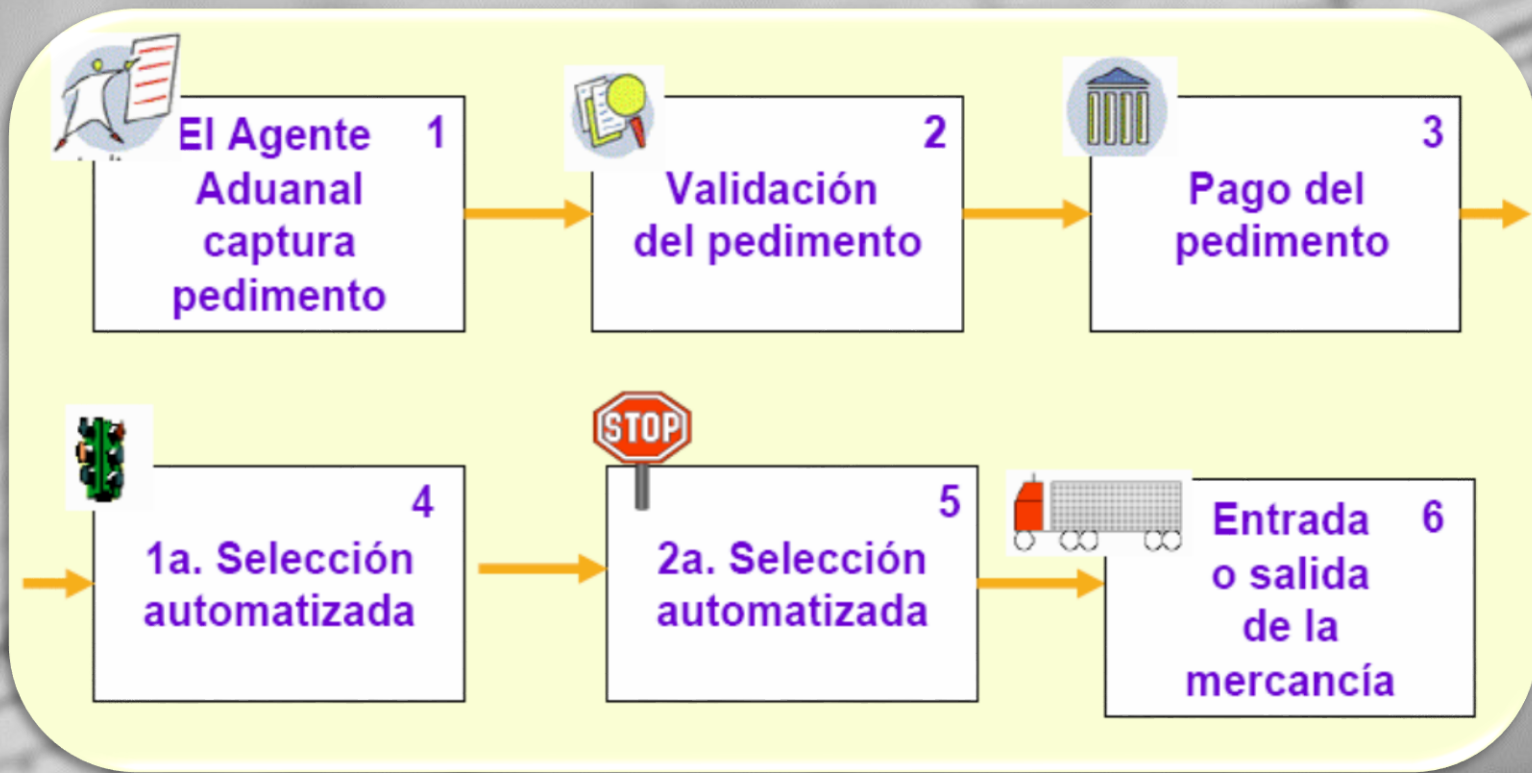 El Agente 1
Aduanal
captura
pedimento
2
Validación
del pedimento
3
Pago del
pedimento
4
1a. Selección
automatizada
STOP
5
2a. Selección
automatizada
Entrada 6
o salida
de la
mercancía